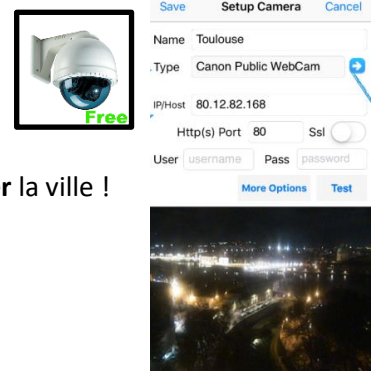 Free
r la ville !
Save Setup Camera Cancel
Name Toulouse
Type Canon Public WebCam
IP/Host 80.12.82.168
Http(s) Port 80 Ssl
User username Pass password
More Options Test